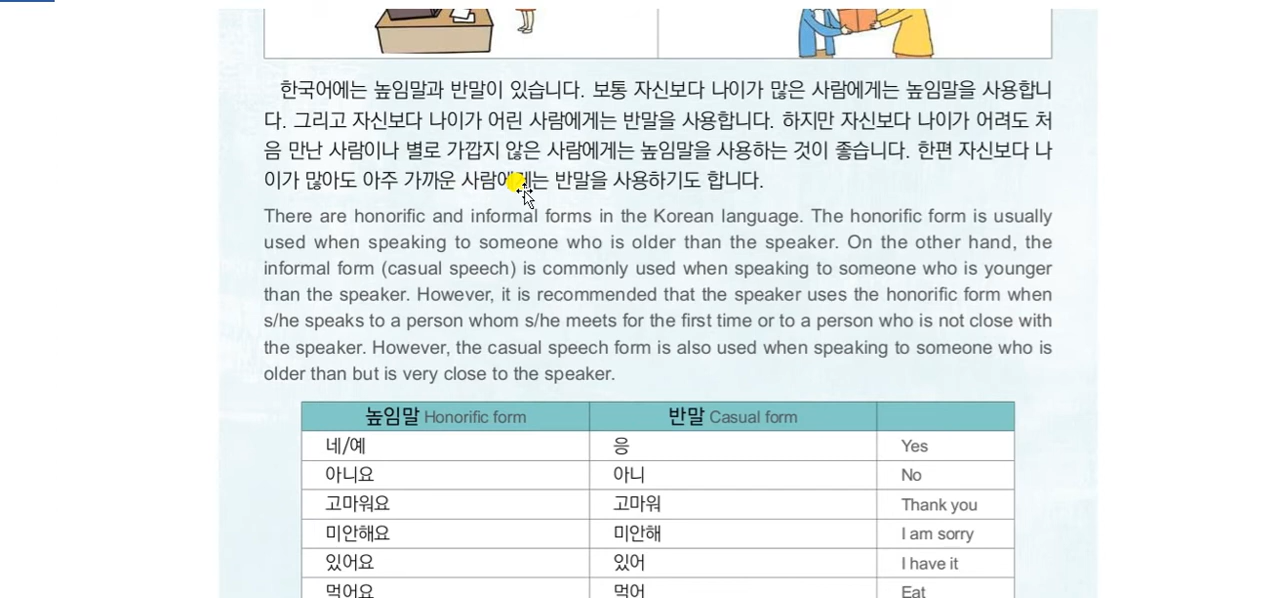 한국어에는 높임말과 반말이 있습니다. 보통 자신보다 나이가 많은 사람에게는 높임말을 사용합니
다. 그리고 자신보다 나이가 어린 사람에게는 반말을 사용합니다. 하지만 자신보다 나이가 어려도 처
음 만난 사람이나 별로 가깝지 않은 사람에게는 높임말을 사용하는 것이 좋습니다. 한편 자신보다 나
이가 많아도 아주 가까운 사람에게는 반말을 사용하기도 합니다.
There are honorific and informal forms in the Korean language. The honorific form is usually
used when speaking to someone who is older than the speaker. On the other hand, the
informal form (casual speech) is commonly used when speaking to someone who is younger
than the speaker. However, it is recommended that the speaker uses the honorific form when
s/he speaks to a person whom s/he meets for the first time or to a person who is not close with
the speaker. However, the casual speech form is also used when speaking to someone who is
older than but is very close to the speaker.
높임말 Honorific form 반말 Casual form
네/예 응 Yes
아니요 아니 No
고마워요 고마워 Thank you
미안해요 미안해 I am sorry
있어요 있어 I have it
먹어요 먹어 Eat